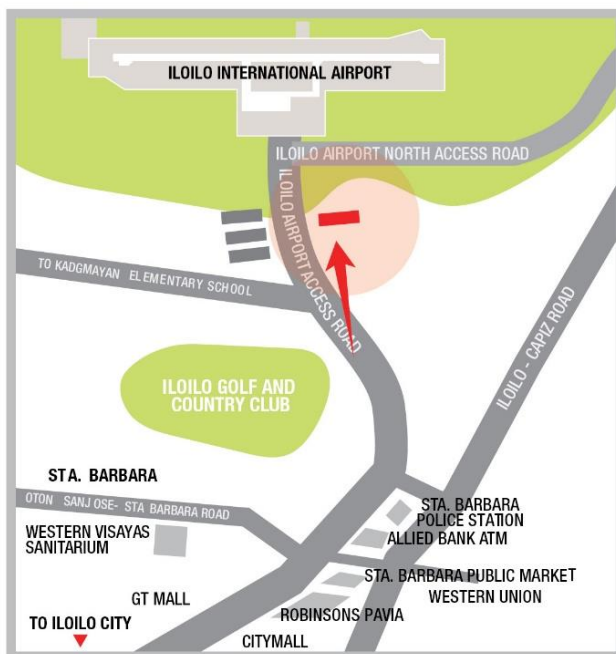 ILOILO INTERNATIONAL AIRPORT
ILOILO AIRPORT NORTH ACCESS ROAD
ILOILO AIRPORT ACCESS ROAD
TO KADGMAYAN ELEMENTARY SCHOOL
ILOILO - CAPIZ ROAD
ILOILO GOLF AND
COUNTRY CLUB
STA. BARBARA
OTON SANJOSE- STA BARBARA ROAD
STA. BARBARA
POLICE STATION
WESTERN VISAYAS
SANITARIUM
ALLIED BANK ATM
STA. BARBARA PUBLIC MARKET
WESTERN UNION
GT MALL
ROBINSONS PAVIA
TO ILOILO CITY
CITYMALL